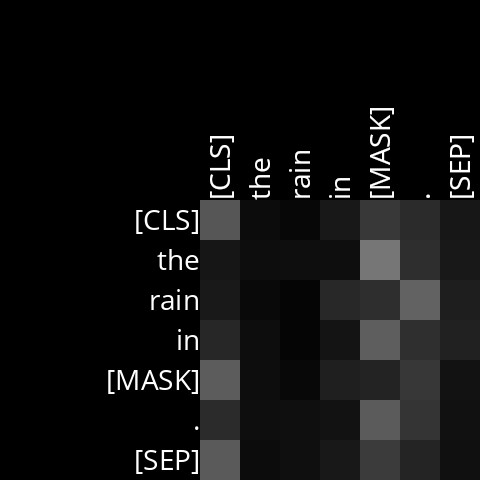 [CLS] the rain in [MASK] . [SEP]
[CLS]
the
rain
in
[MASK]
.
[SEP]